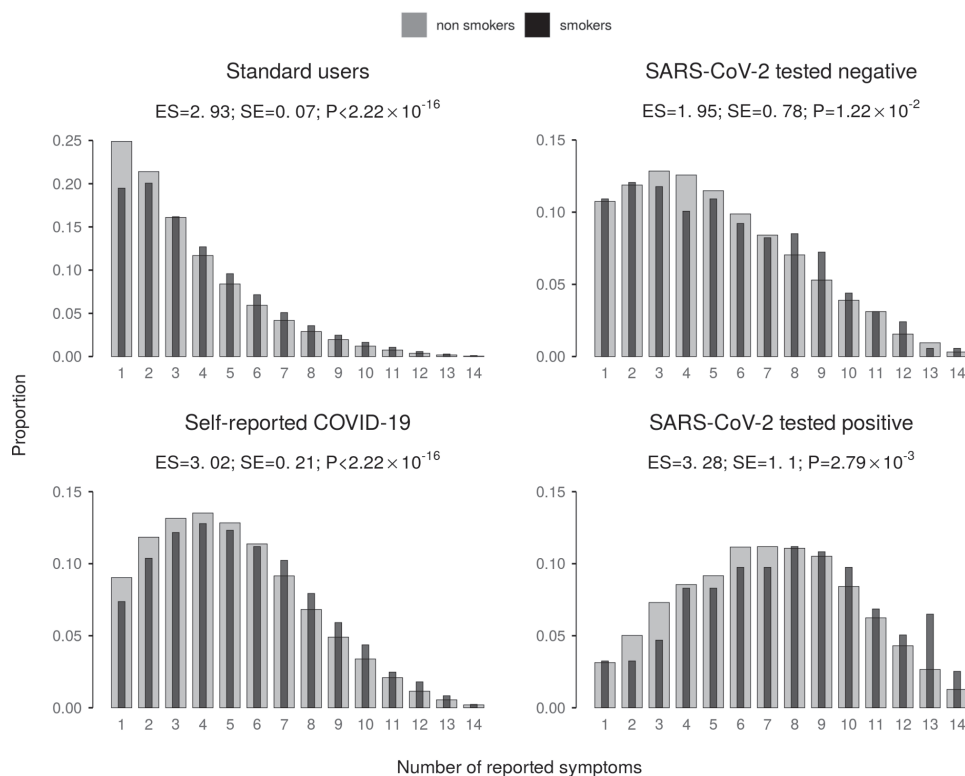 non smokers smokers
Standard users
ES=2. 93; SE=0. 07; P<2.22×10-16
0.25
0.20
0.15
0.10
0.05
0.00
1 2 3 4 5 6 7 8 9 10 11 12 13 14
SARS-CoV-2 tested negative
ES=1. 95; SE=0. 78; P=1.22×10-2
0.15
0.10
0.05
0.00
1 2 3 4 5 6 7 8 9 10 11 12 13 14
Proportion
Self-reported COVID-19
ES=3. 02; SE=0. 21; P<2.22×10-16
0.15
0.10
0.05
0.00
1 2 3 4 5 6 7 8 9 10 11 12 13 14
SARS-CoV-2 tested positive
ES=3. 28; SE=1. 1; P=2.79×10-3
0.15
0.10
0.05
0.00
1 2 3 4 5 6 7 8 9 10 11 12 13 14
Number of reported symptoms